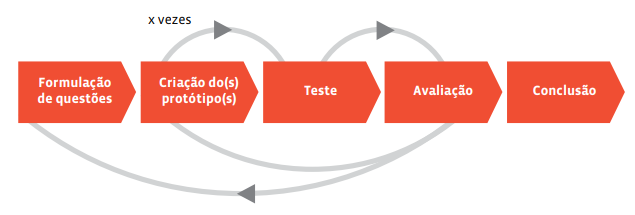 x vezes
Formulação
de questões
Criação do(s)
protótipo(s)
Teste
Avaliação
Conclusão